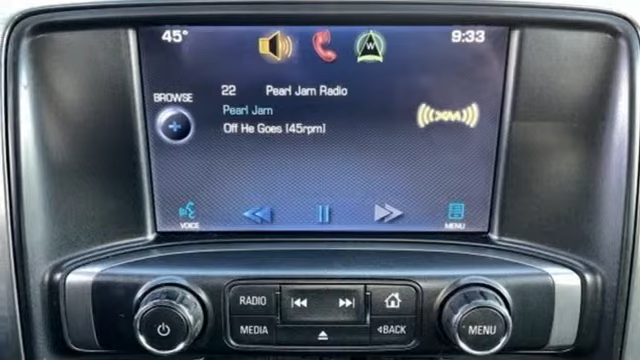 45° W 9:33
22 Pearl Jam Radio
BROWSE
Pearl Jam
((( XM )))
Off He Goes (45rpm)
VOICE MENU
RADIO
MEDIA BACK
MENU